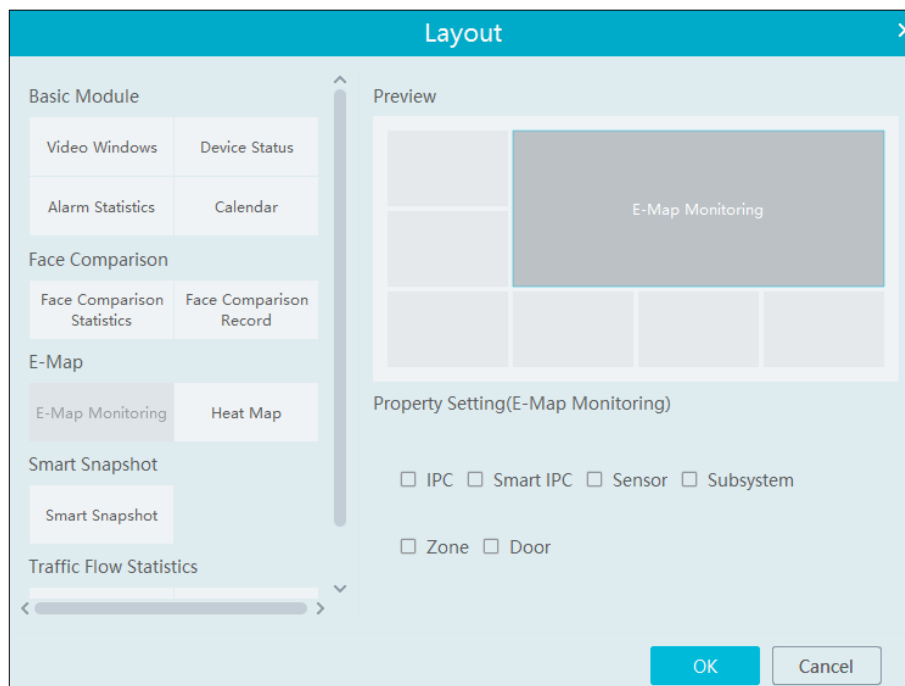 Layout
Basic Module
Video Windows
Device Status
Alarm Statistics
Calendar
Face Comparison
Face Comparison
Statistics
Face Comparison
Record
E-Map
E-Map Monitoring
Heat Map
Smart Snapshot
Smart Snapshot
Traffic Flow Statistics
Preview
E-Map Monitoring
Property Setting(E-Map Monitoring)
IPC Smart IPC Sensor Subsystem
Zone Door
OK
Cancel